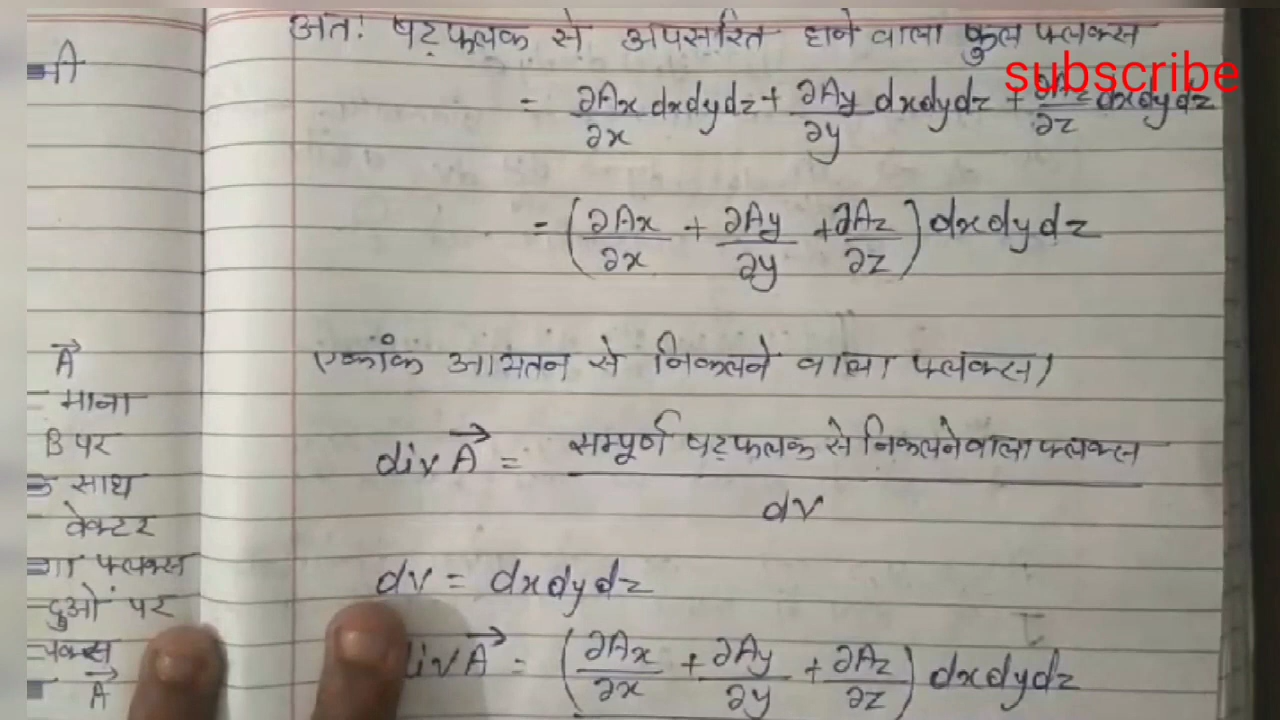 A
A⃗
माना
B पर
साथ
वेक्टर
गा फ्लक्स
दुओं पर
A⃗
अतः षट्फलक से अपसरित होने वाला कुल फ्लक्स
subscribe
= ∂Ax/∂x dxdydz + ∂Ay/∂y dxdydz + ∂Az/∂z dxdydz
= (∂Ax/∂x + ∂Ay/∂y + ∂Az/∂z) dxdydz
एकांक आयतन से निकलने वाला फ्लक्स।
div A⃗ = सम्पूर्ण षट्फलक से निकलने वाला फ्लक्स / dv
dv = dxdydz
div A⃗ = (∂Ax/∂x + ∂Ay/∂y + ∂Az/∂z) dxdydz